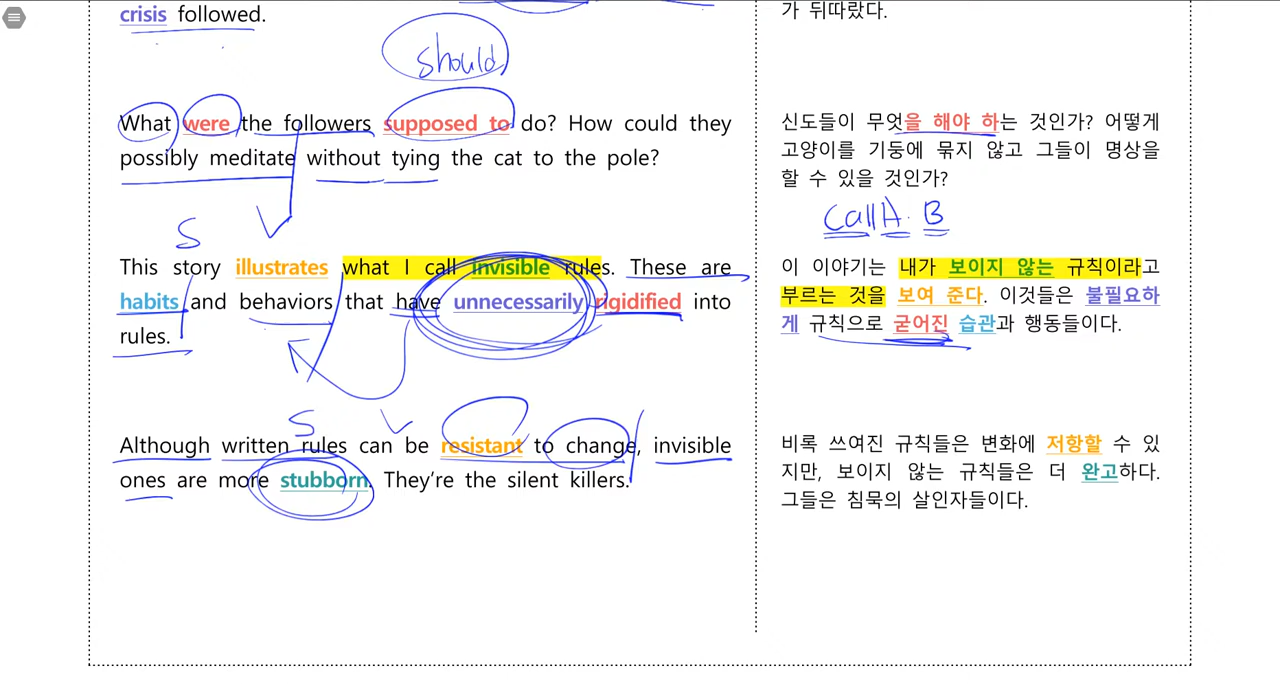 crisis followed.
should
What were the followers supposed to do? How could they
possibly meditate without tying the cat to the pole?
S V
This story illustrates what I call invisible rules. These are
habits and behaviors that have unnecessarily rigidified into
rules.
S V
Although written rules can be resistant to change, invisible
ones are more stubborn. They're the silent killers.
가 뒤따랐다.
신도들이 무엇을 해야 하는 것인가? 어떻게
고양이를 기둥에 묶지 않고 그들이 명상을
할 수 있을 것인가?
Call A. B
이 이야기는 내가 보이지 않는 규칙이라고
부르는 것을 보여 준다. 이것들은 불필요하
게 규칙으로 굳어진 습관과 행동들이다.
비록 쓰여진 규칙들은 변화에 저항할 수 있
지만, 보이지 않는 규칙들은 더 완고하다.
그들은 침묵의 살인자들이다.